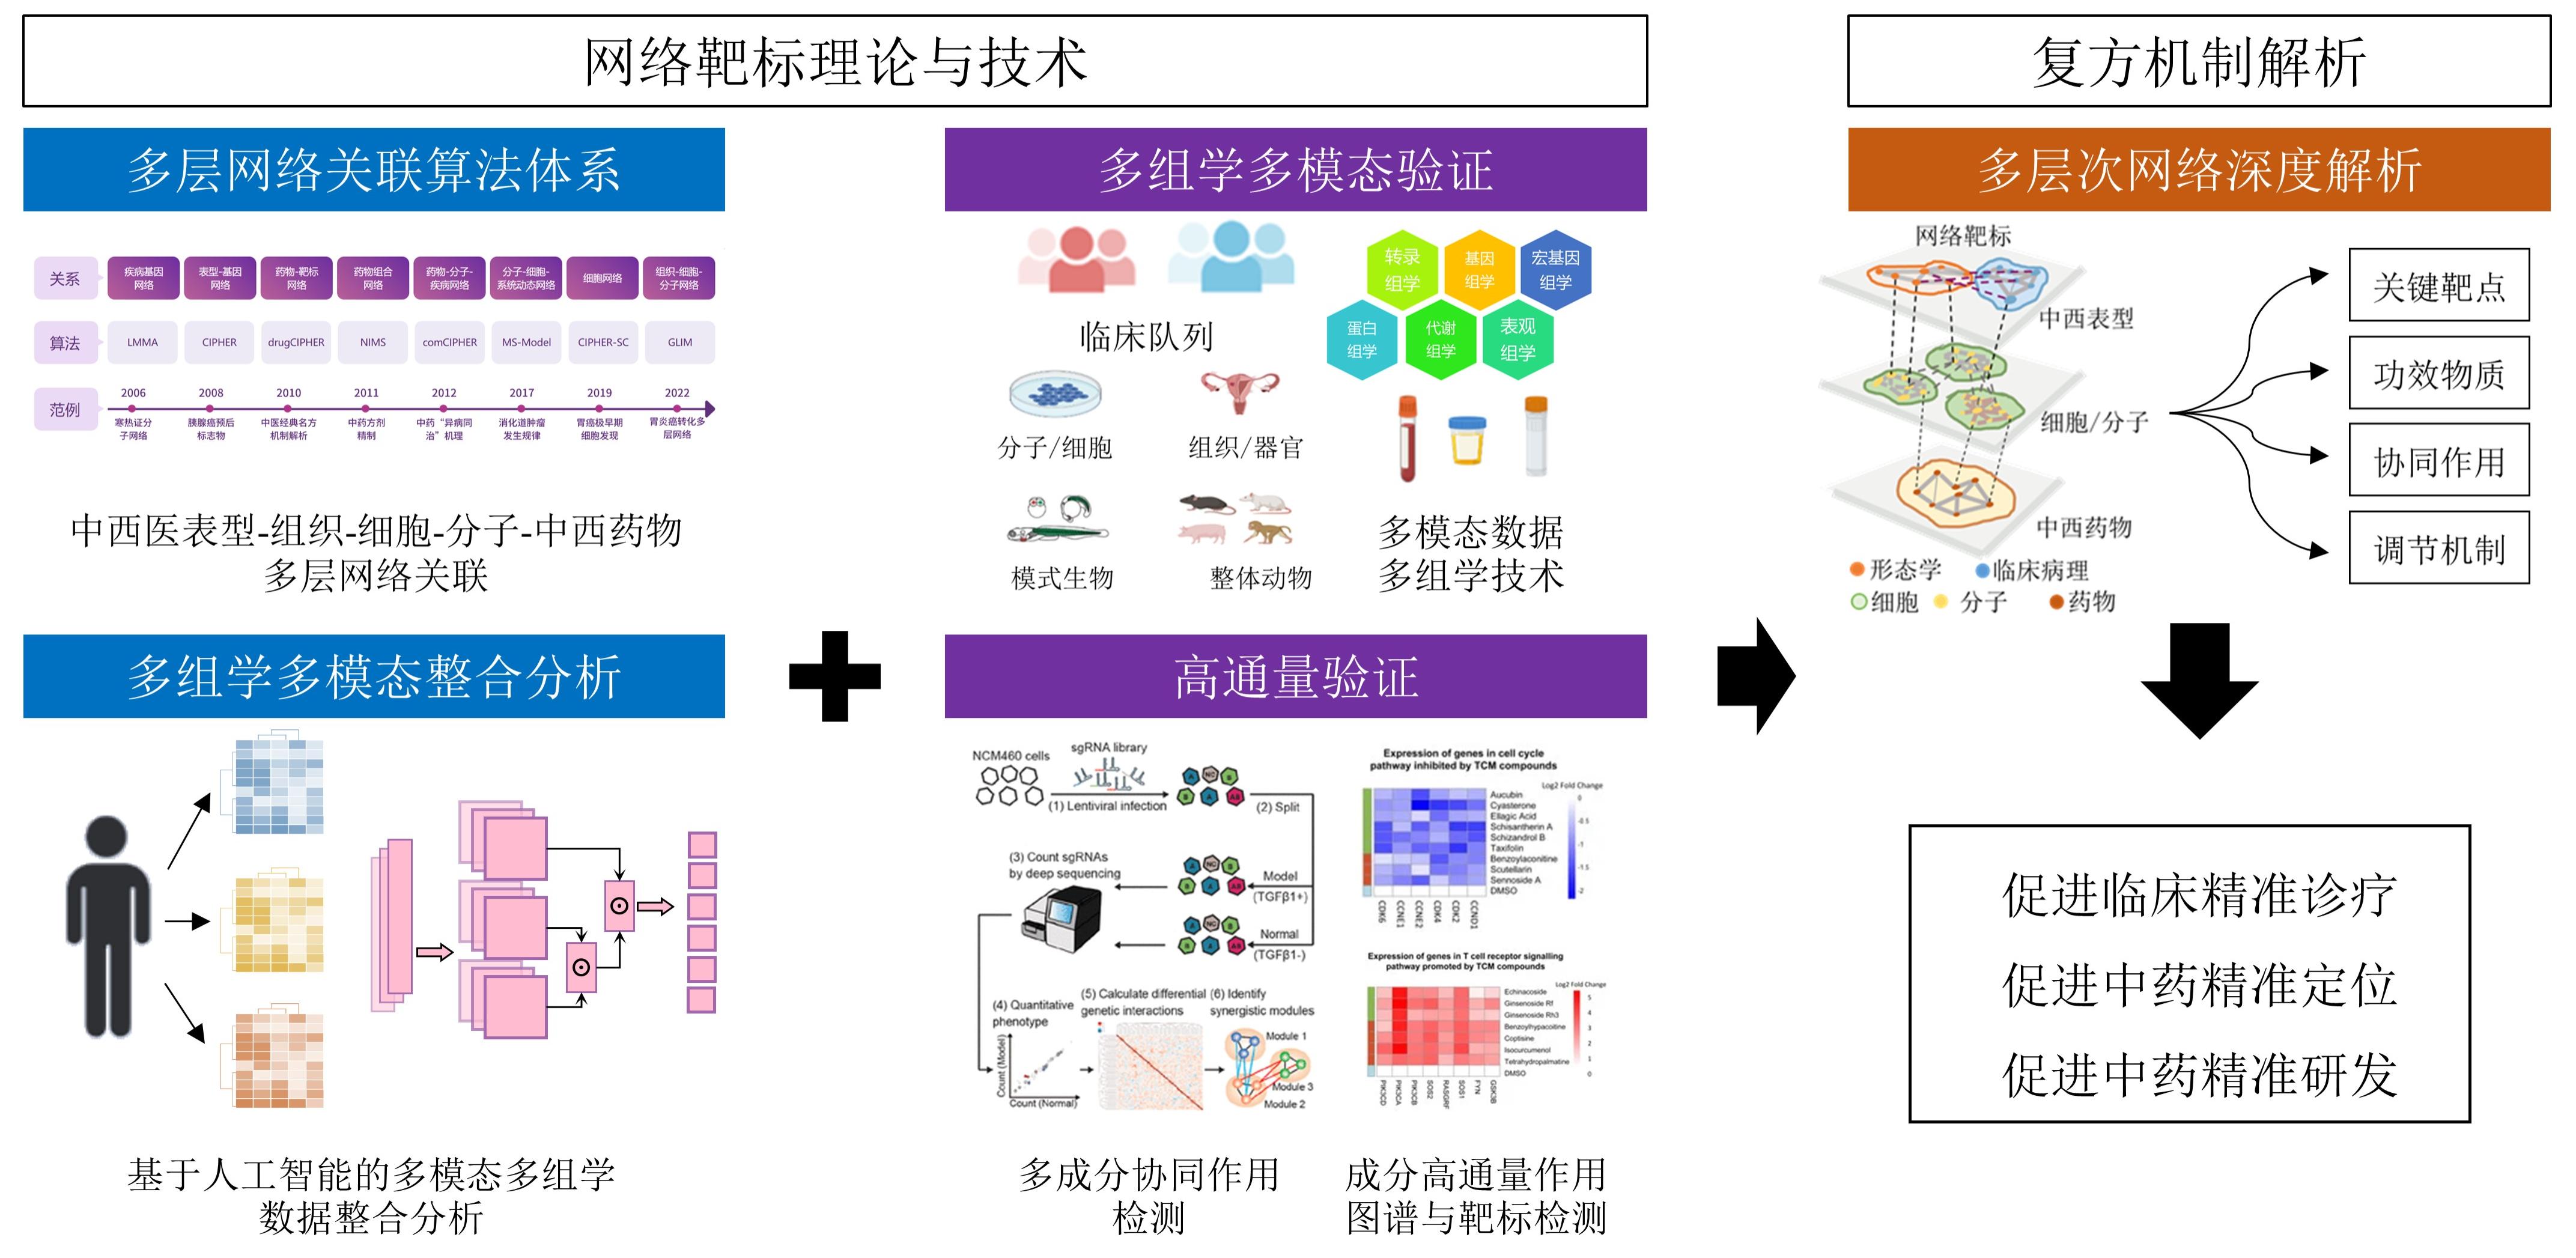 网络靶标理论与技术
复方机制解析
多层网络关联算法体系
关系
疾病基因
网络
表型-基因
网络
药物-靶标
网络
药物组合
网络
药物-分子-
疾病网络
分子-细胞-
系统动态网络
细胞网络
组织-细胞-
分子网络
算法
LMMA
CIPHER
drugCIPHER
NIMS
comCIPHER
MS-Model
CIPHER-SC
GLIM
范例
2006
2008
2010
2011
2012
2017
2019
2022
寒热证分
子网络
胰腺癌预后
标志物
中医经典名方
机制解析
中药方剂
精制
中药“异病同
治”机理
消化道肿瘤
发生规律
胃癌极早期
细胞发现
胃炎癌转化多
层网络
中西医表型-组织-细胞-分子-中西药物
多层网络关联
多组学多模态整合分析
基于人工智能的多模态多组学
数据整合分析
多组学多模态验证
临床队列
分子/细胞
组织/器官
模式生物
整体动物
转录
组学
基因
组学
宏基因
组学
蛋白
组学
代谢
组学
表观
组学
多模态数据
多组学技术
高通量验证
NCM460 cells
sgRNA library
(1) Lentiviral infection
A
NC
B
B
A
AB
(2) Split
(3) Count sgRNAs
by deep sequencing
A
NC
B
B
A
AB
Model
(TGFβ1+)
A
NC
B
B
A
AB
Normal
(TGFβ1-)
(4) Quantitative
phenotype
Count (Model)
Count (Normal)
(5) Calculate differential
genetic interactions
(6) Identify
synergistic modules
Module 1
Module 3
Module 2
多成分协同作用
检测
Expression of genes in cell cycle
pathway inhibited by TCM compounds
Log2 Fold Change
0
-0.5
-1
-1.5
-2
Aucubin
Cyasterone
Ellagic Acid
Schisantherin A
Schizandrol B
Taxifolin
Benzoylaconitine
Scutellarin
Sennoside A
DMSO
CDK6
CCNE1
CCNE2
CDK4
CDK2
CCND1
Expression of genes in T cell receptor signalling
pathway promoted by TCM compounds
Log2 Fold Change
5
4
3
2
1
0
Echinacoside
Ginsenoside Rf
Ginsenoside Rh3
Benzoylhypacoitine
Coptisine
Isocurcumenol
Tetrahydropalmatine
DMSO
PIK3CD
PIK3CA
PIK3CB
SOS2
RASGRF
SOS1
FYN
GSK3B
成分高通量作用
图谱与靶标检测
多层次网络深度解析
网络靶标
中西表型
细胞/分子
中西药物
形态学
临床病理
细胞
分子
药物
关键靶点
功效物质
协同作用
调节机制
促进临床精准诊疗
促进中药精准定位
促进中药精准研发